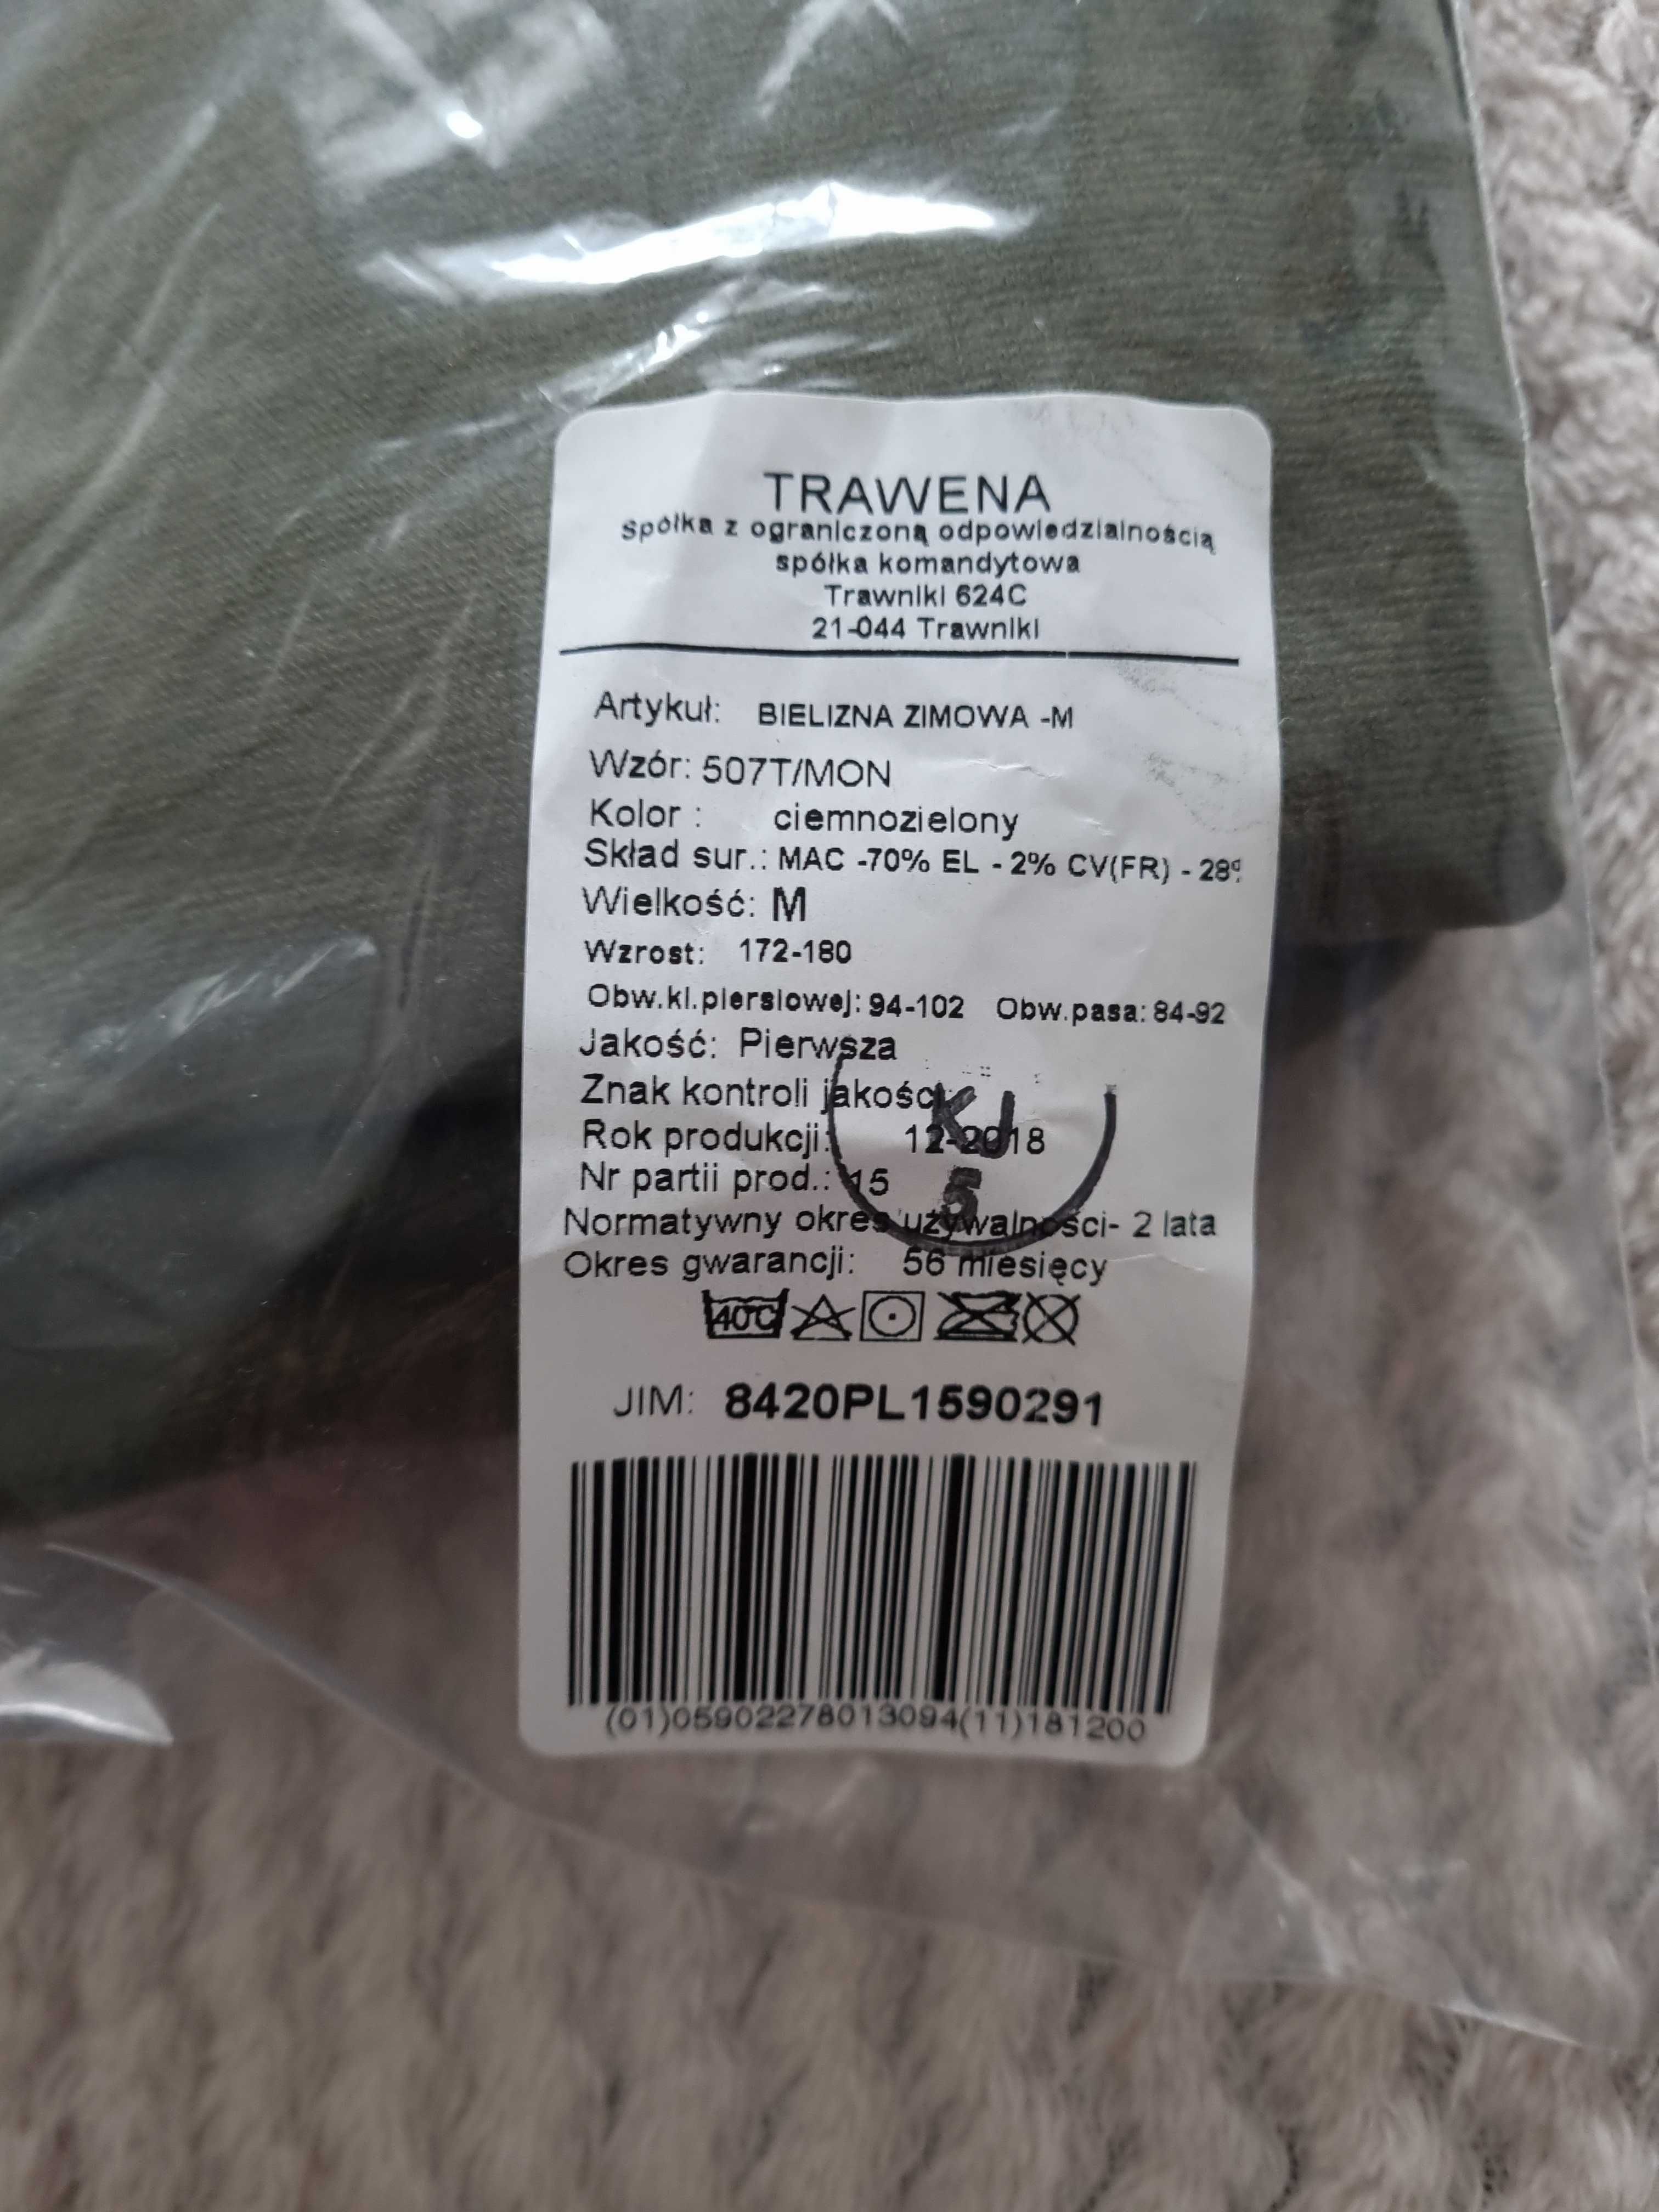 TRAWENA
Spółka z ograniczoną odpowiedzialnością
spółka komandytowa
Trawniki 624C
21-044 Trawniki
Artykuł: BIELIZNA ZIMOWA -M
Wzór: 507T/MON
Kolor : ciemnozielony
Skład sur.: MAC -70% EL - 2% CV(FR) - 28%
Wielkość: M
Wzrost: 172-180
Obw.kl.piersiowej: 94-102 Obw.pasa: 84-92
Jakość: Pierwsza
Znak kontroli jakości:
KJ
Rok produkcji: 12-2018
Nr partii prod.: 15
5
Normatywny okres używalności- 2 lata
Okres gwarancji: 56 miesięcy
40C
JIM: 8420PL1590291
(01)05902278013094(11)181200